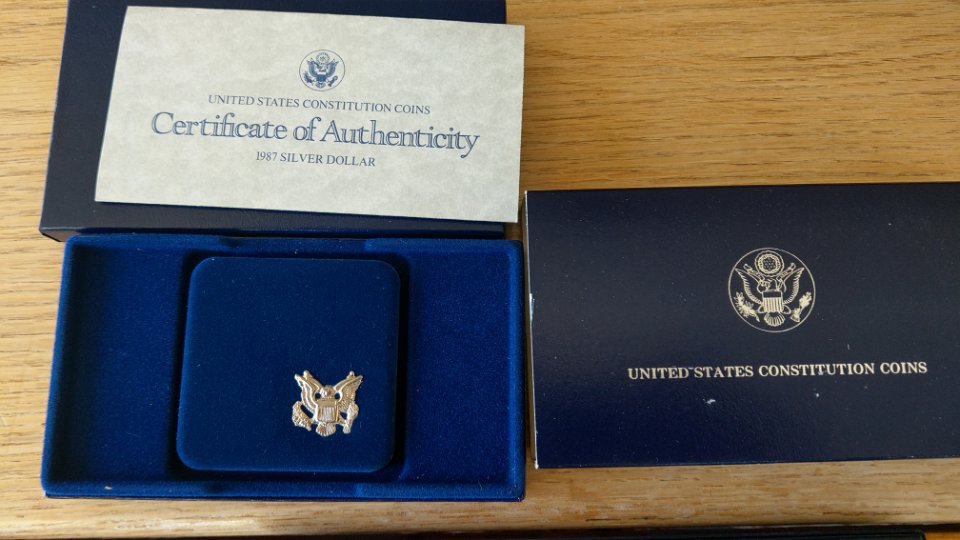 UNITED STATES CONSTITUTION COINS
Certificate of Authenticity
1987 SILVER DOLLAR
UNITED STATES CONSTITUTION COINS